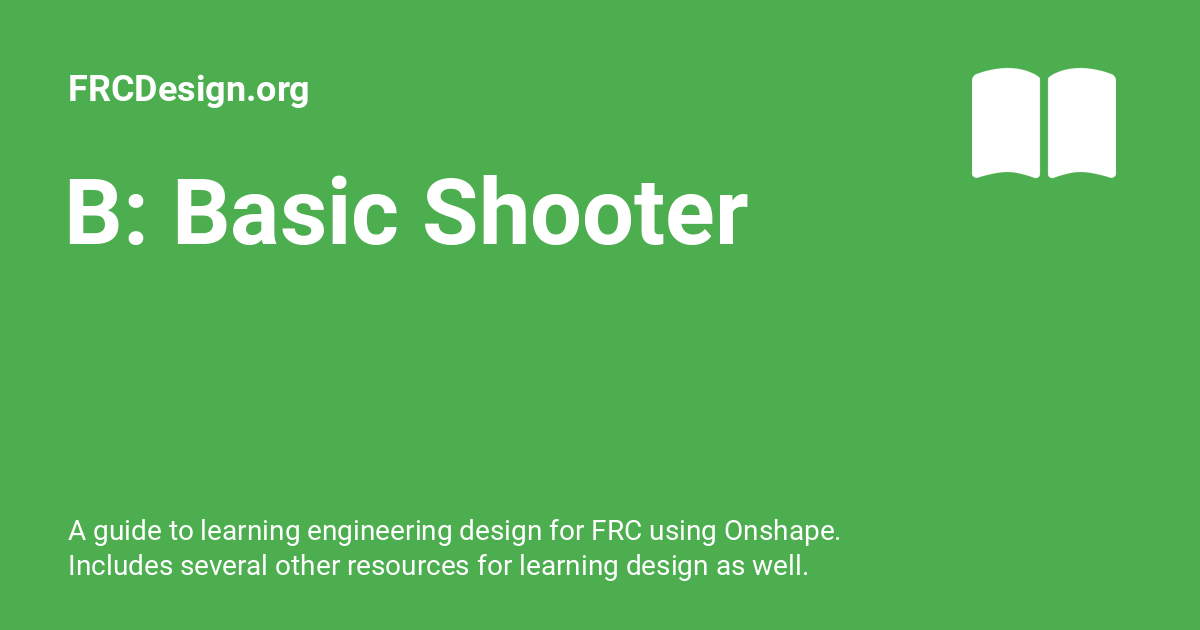 FRCDesign.org
B: Basic Shooter
A guide to learning engineering design for FRC using Onshape.
Includes several other resources for learning design as well.